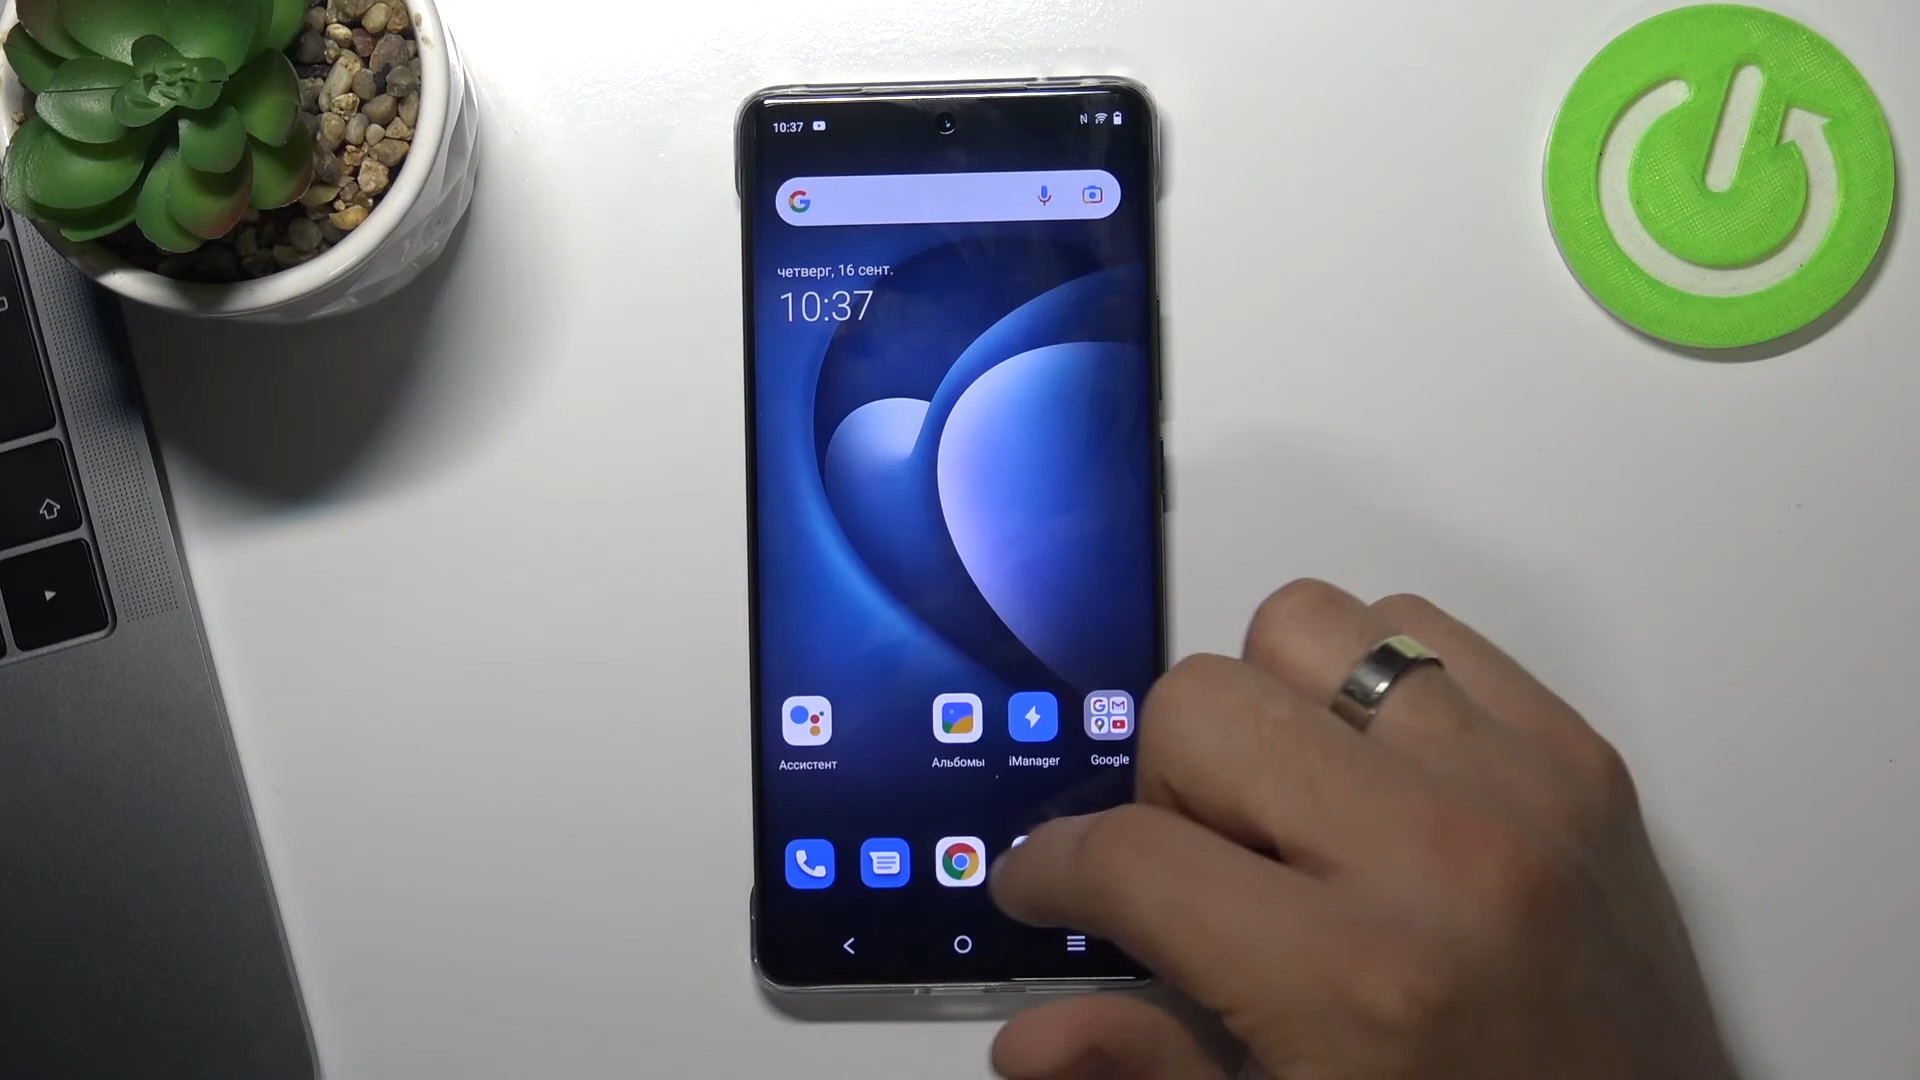 10:37
четверг, 16 сент.
10:37
Ассистент
Альбомы
iManager
Google